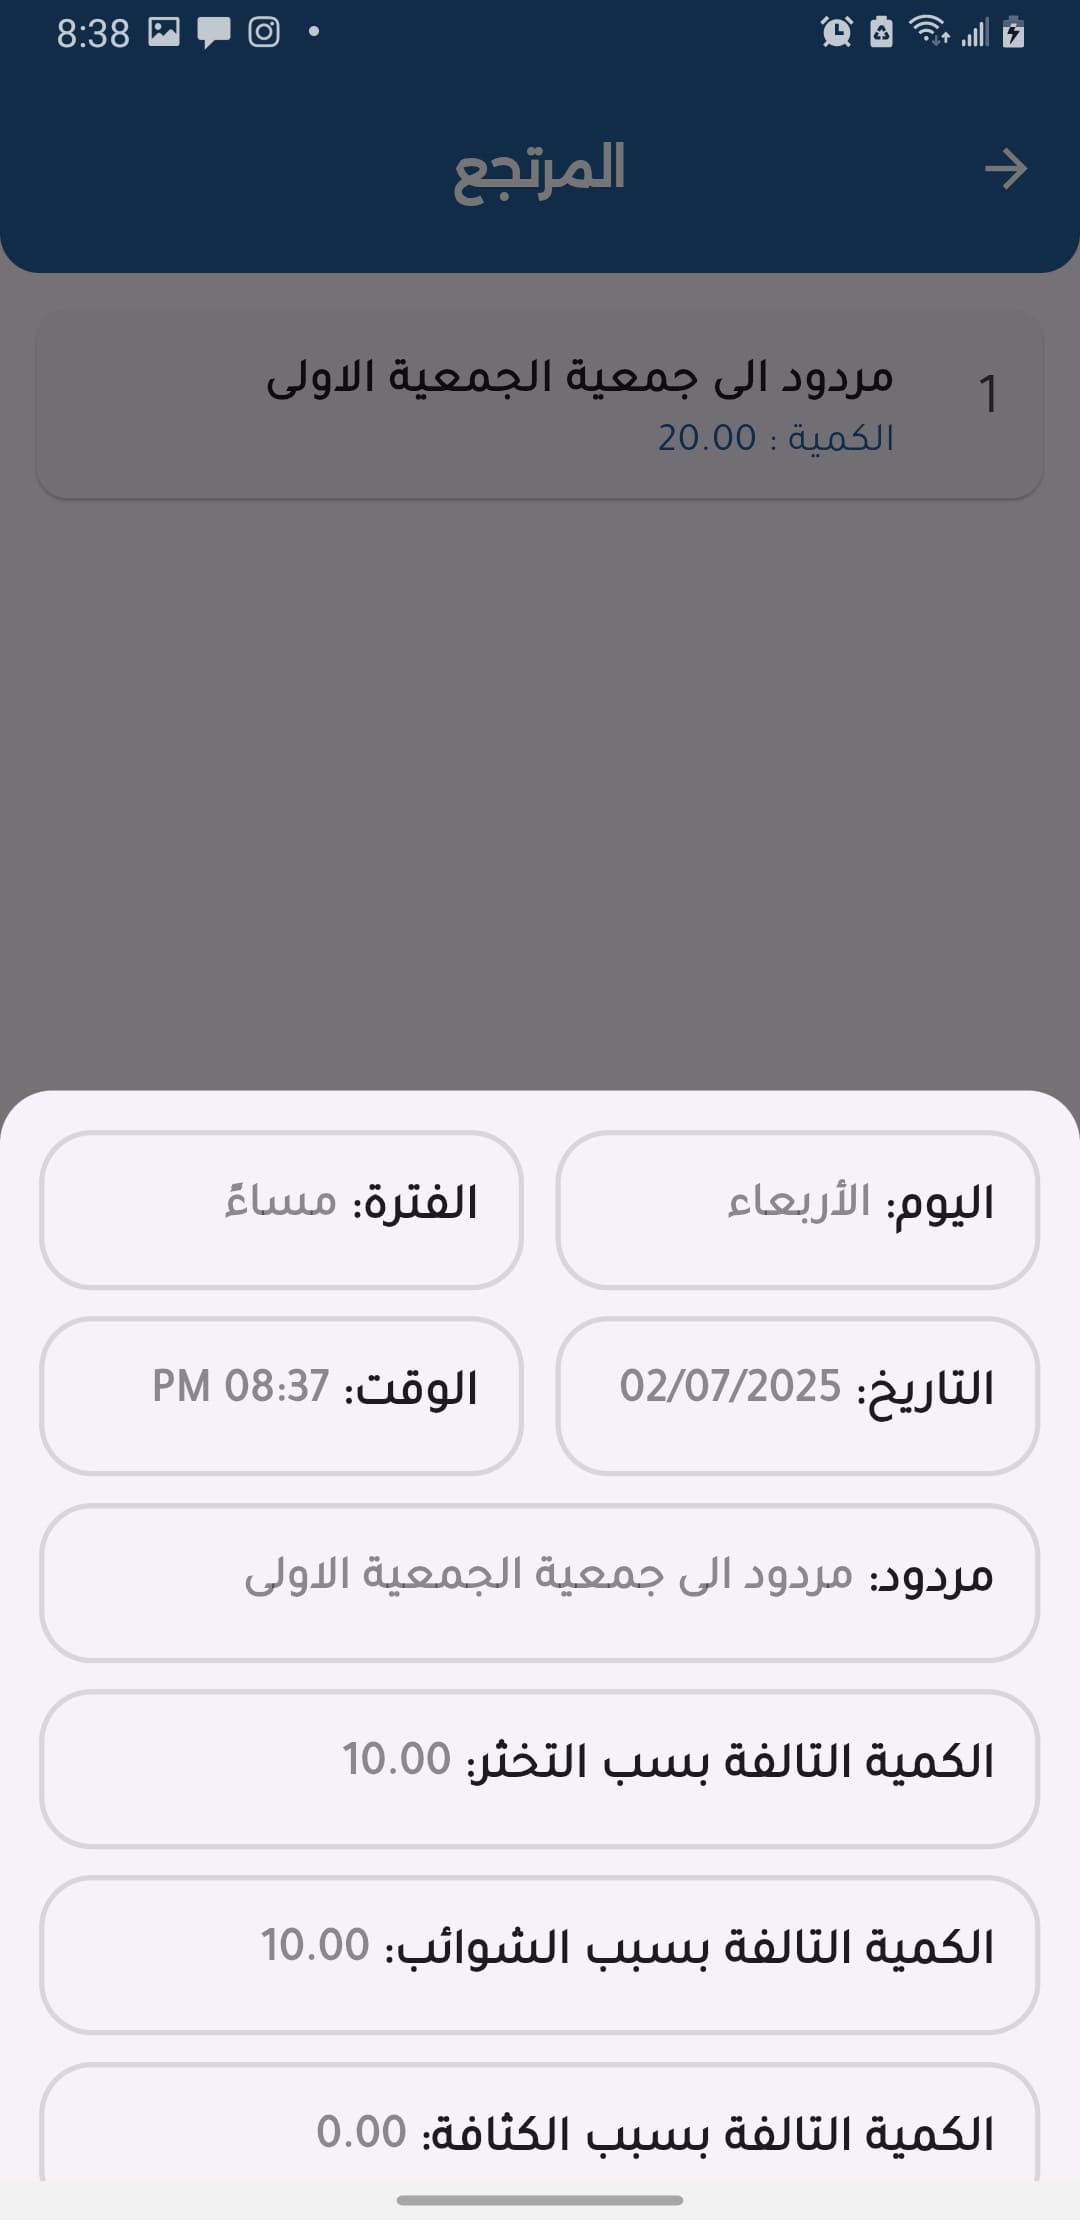 8:38
المرتجع
1
مردود الى جمعية الجمعية الاولى
الكمية : 20.00
اليوم: الأربعاء
الفترة: مساءً
التاريخ: 02/07/2025
الوقت: 08:37 PM
مردود: مردود الى جمعية الجمعية الاولى
الكمية التالفة بسب التخثر: 10.00
الكمية التالفة بسبب الشوائب: 10.00
الكمية التالفة بسبب الكثافة: 0.00